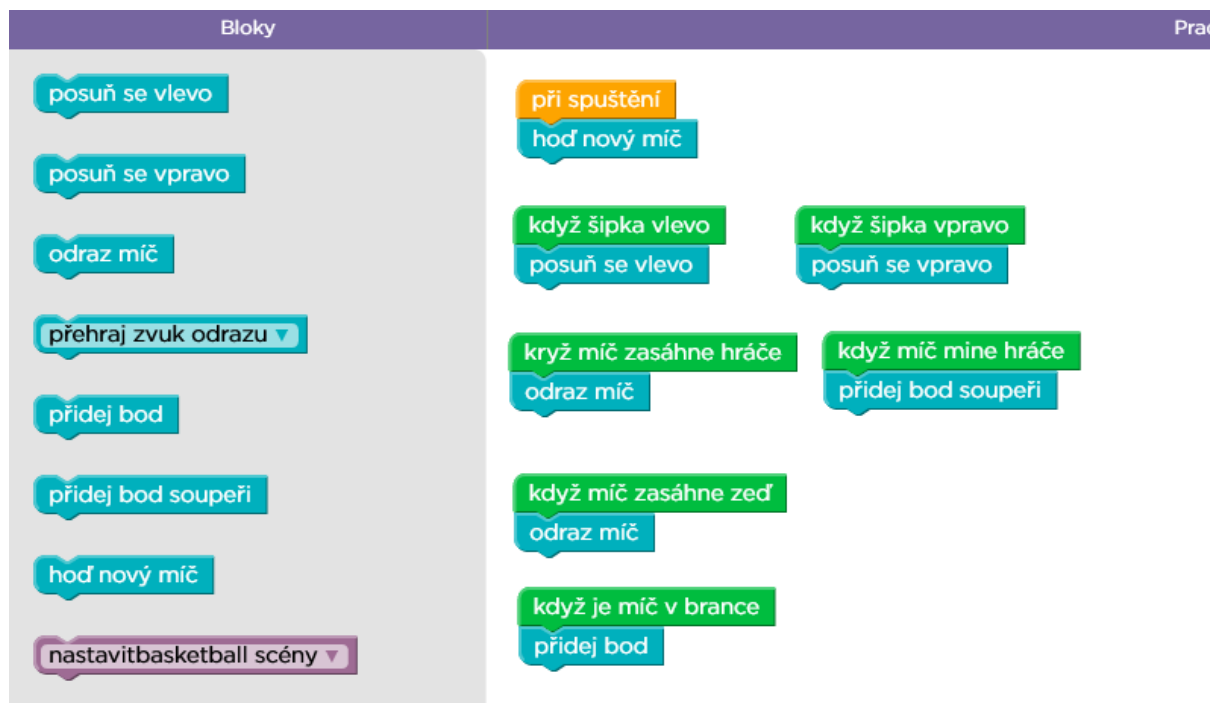 Bloky
Prac
posuň se vlevo
posuň se vpravo
odraz míč
přehraj zvuk odrazu
přidej bod
přidej bod soupeři
hoď nový míč
nastavitbasketball scény
při spuštění
hoď nový míč
když šipka vlevo
posuň se vlevo
když šipka vpravo
posuň se vpravo
kryž míč zasáhne hráče
odraz míč
když míč mine hráče
přidej bod soupeři
když míč zasáhne zeď
odraz míč
když je míč v brance
přidej bod